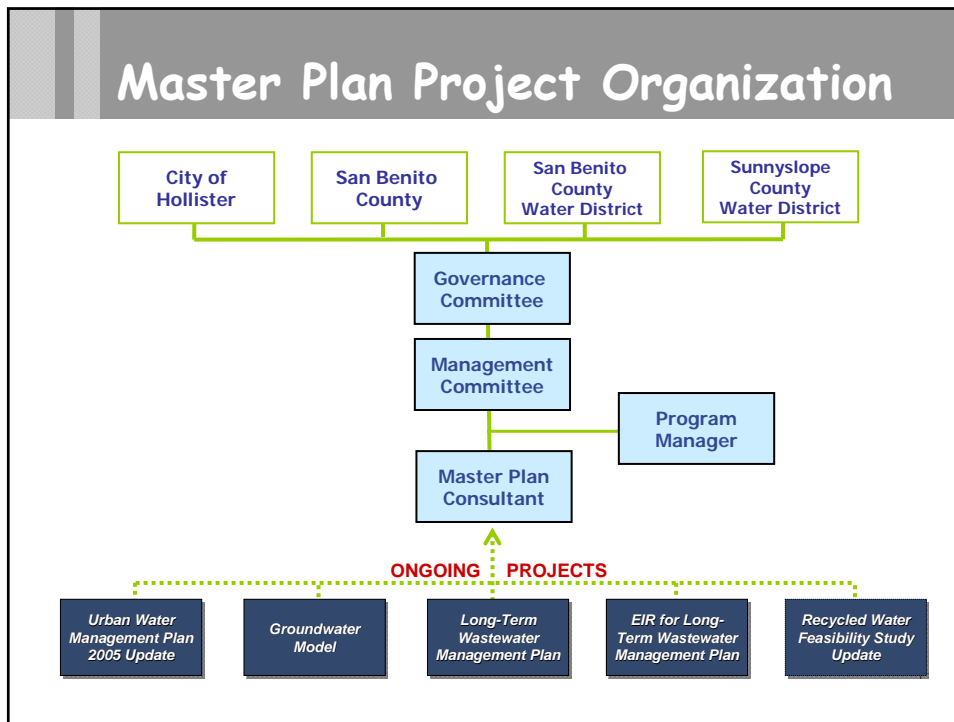 Master Plan Project Organization
City of
Hollister
San Benito
County
San Benito
County
Water District
Sunnyslope
County
Water District
Governance
Committee
Management
Committee
Program
Manager
Master Plan
Consultant
ONGOING PROJECTS
Urban Water
Management Plan
2005 Update
Groundwater
Model
Long-Term
Wastewater
Management Plan
EIR for Long-
Term Wastewater
Management Plan
Recycled Water
Feasibility Study
Update